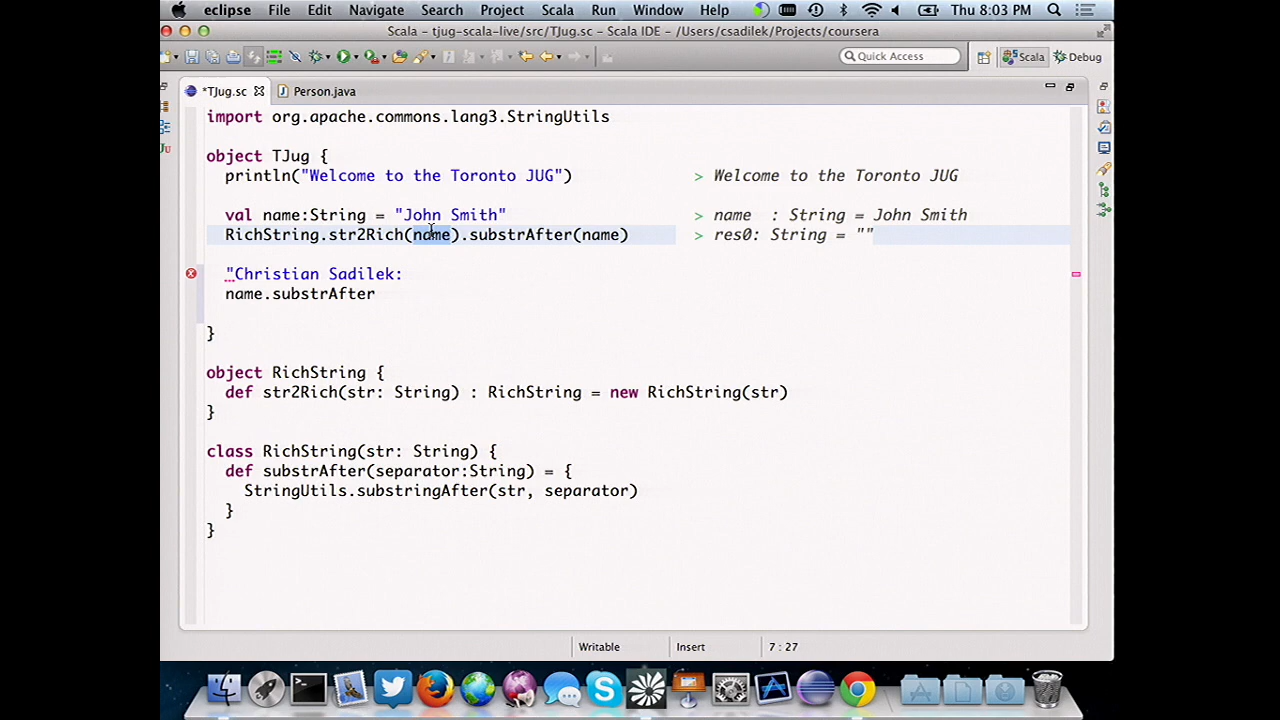 eclipse File Edit Navigate Search Project Scala Run Window Help Thu 8:03 PM
Scala - tjug-scala-live/src/TJug.sc - Scala IDE - /Users/csadilek/Projects/coursera
Quick Access Scala Debug
*TJug.sc Person.java
import org.apache.commons.lang3.StringUtils
object TJug {
println("Welcome to the Toronto JUG") > Welcome to the Toronto JUG
val name:String = "John Smith" > name : String = John Smith
RichString.str2Rich(name).substrAfter(name) > res0: String = ""
"Christian Sadilek:
name.substrAfter
}
object RichString {
def str2Rich(str: String) : RichString = new RichString(str)
}
class RichString(str: String) {
def substrAfter(separator:String) = {
StringUtils.substringAfter(str, separator)
}
}
Writable Insert 7 : 27